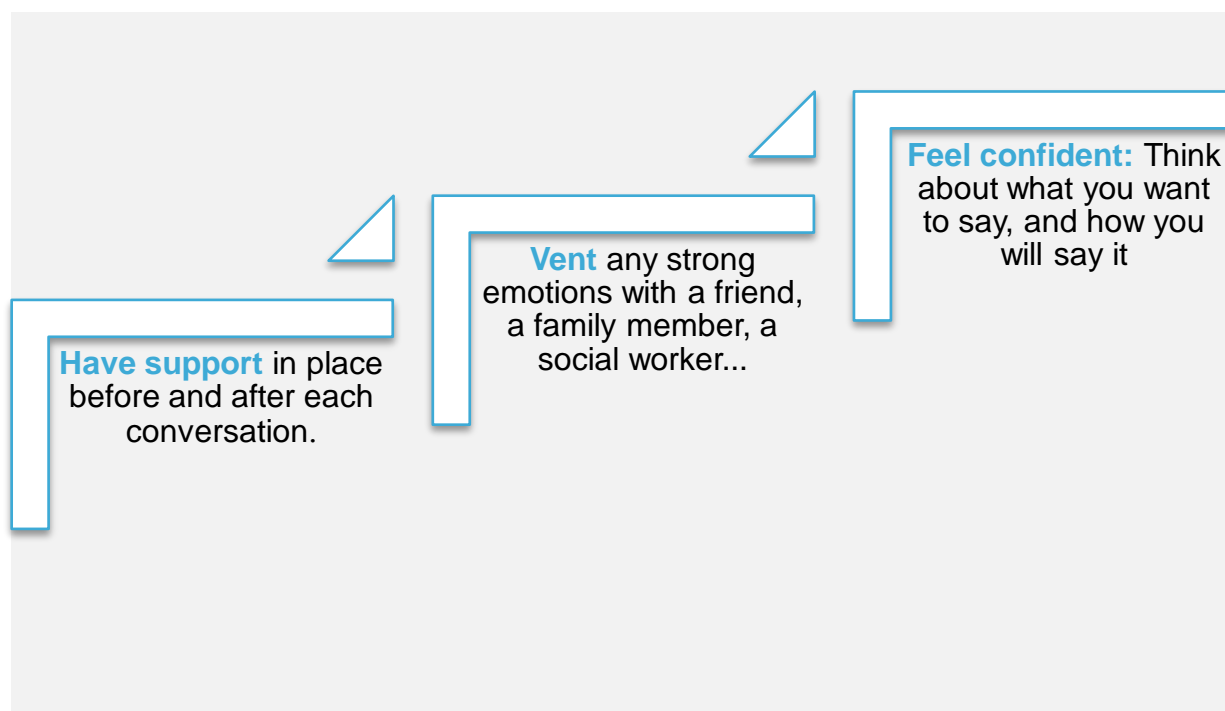 Have support in place
before and after each
conversation.
Vent any strong
emotions with a friend,
a family member, a
social worker...
Feel confident: Think
about what you want
to say, and how you
will say it